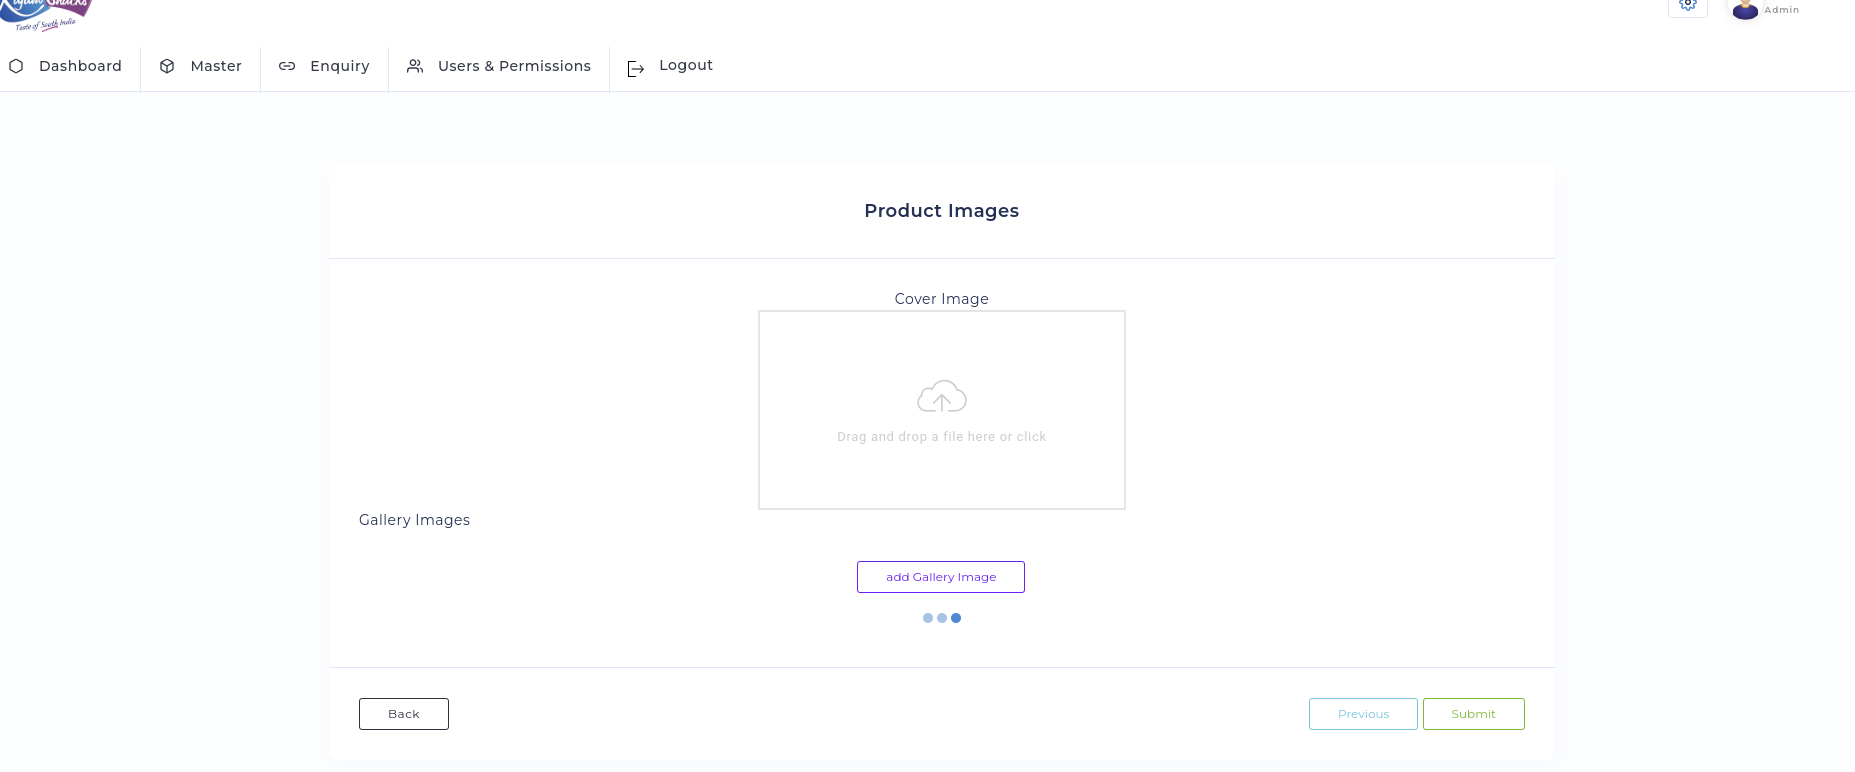 Taste of South India
Admin
Dashboard
Master
Enquiry
Users & Permissions
Logout
Product Images
Cover Image
Drag and drop a file here or click
Gallery Images
add Gallery Image
Back
Previous
Submit